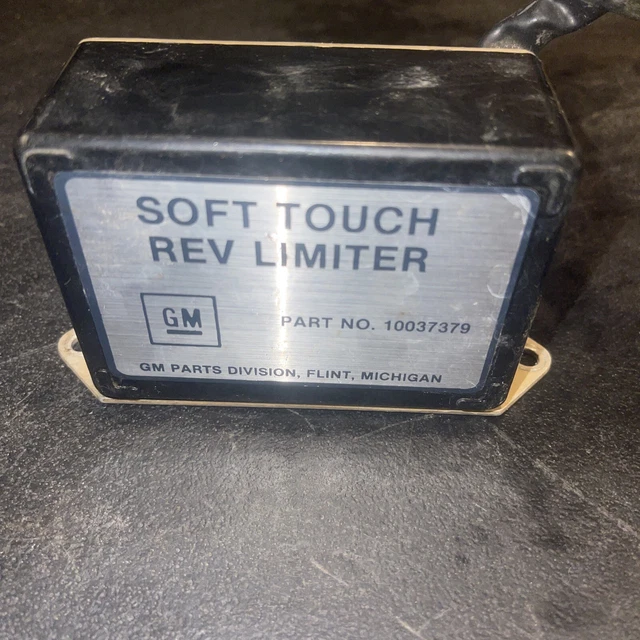 SOFT TOUCH
REV LIMITER
GM
PART NO. 10037379
GM PARTS DIVISION, FLINT, MICHIGAN